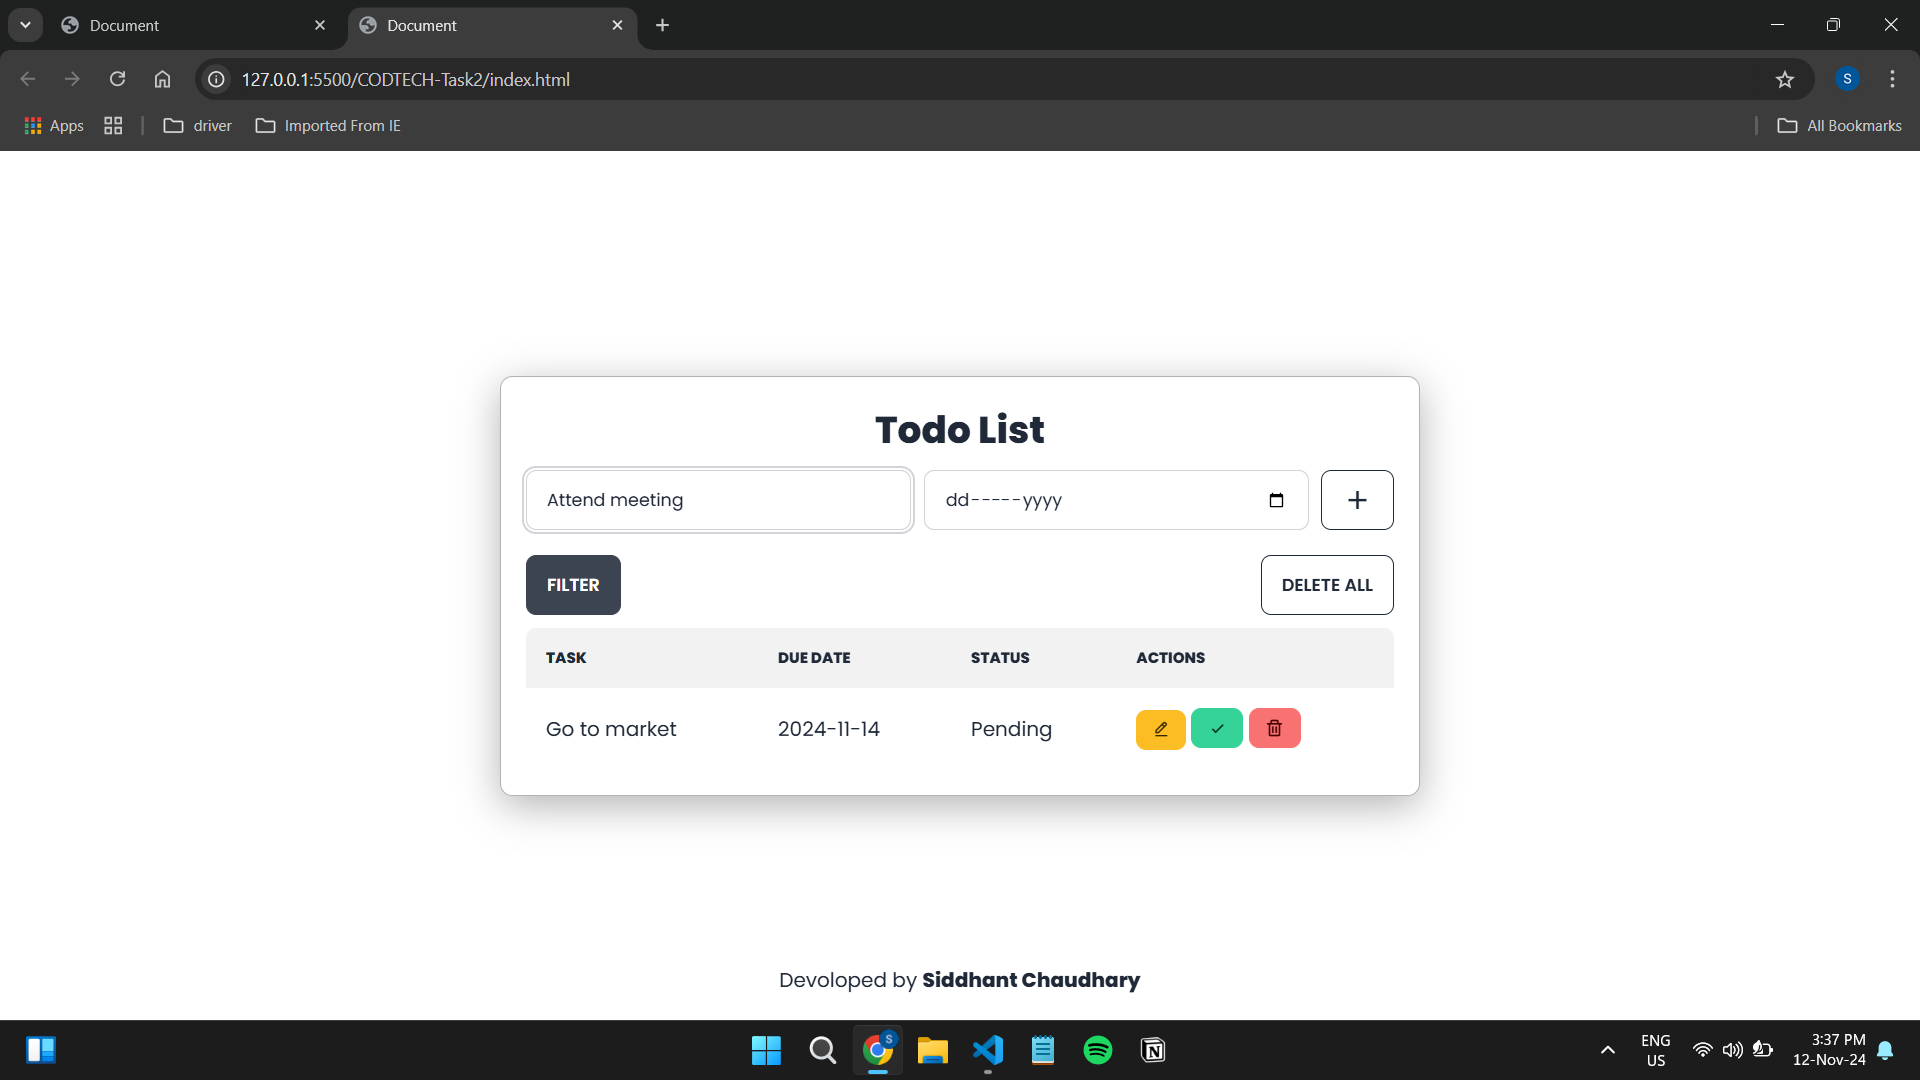 Document
Document
127.0.0.1:5500/CODTECH-Task2/index.html
S
Apps
driver
Imported From IE
All Bookmarks
Todo List
Attend meeting
dd-----yyyy
+
FILTER
DELETE ALL
TASK DUE DATE STATUS ACTIONS
Go to market 2024-11-14 Pending
Devoloped by Siddhant Chaudhary
S
N
ENG
US
3:37 PM
12-Nov-24